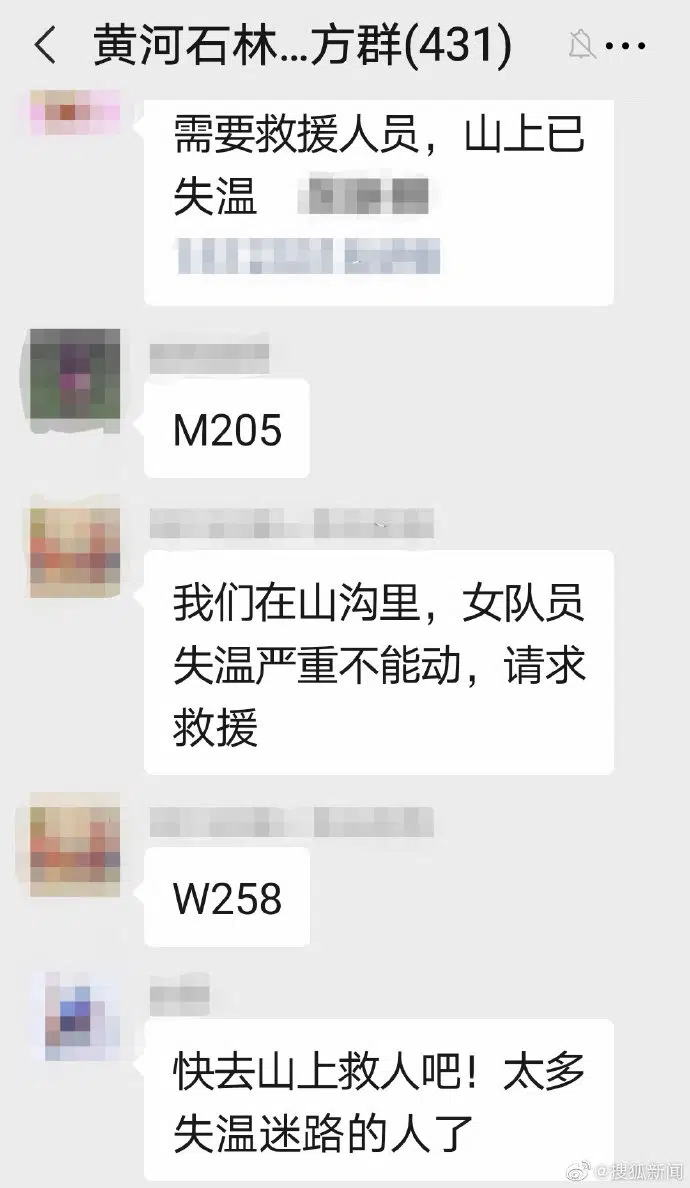 黄河石林...方群(431)
需要救援人员，山上已
失温
M205
我们在山沟里，女队员
失温严重不能动，请求
救援
W258
快去山上救人吧！太多
失温迷路的人了
@搜狐新闻